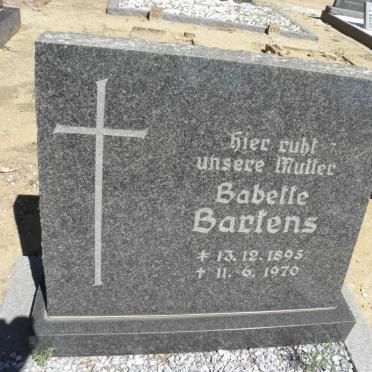 Hier ruht
unsere Mutter
Babette
Bartens
* 13.12.1895
† 11.6.1970